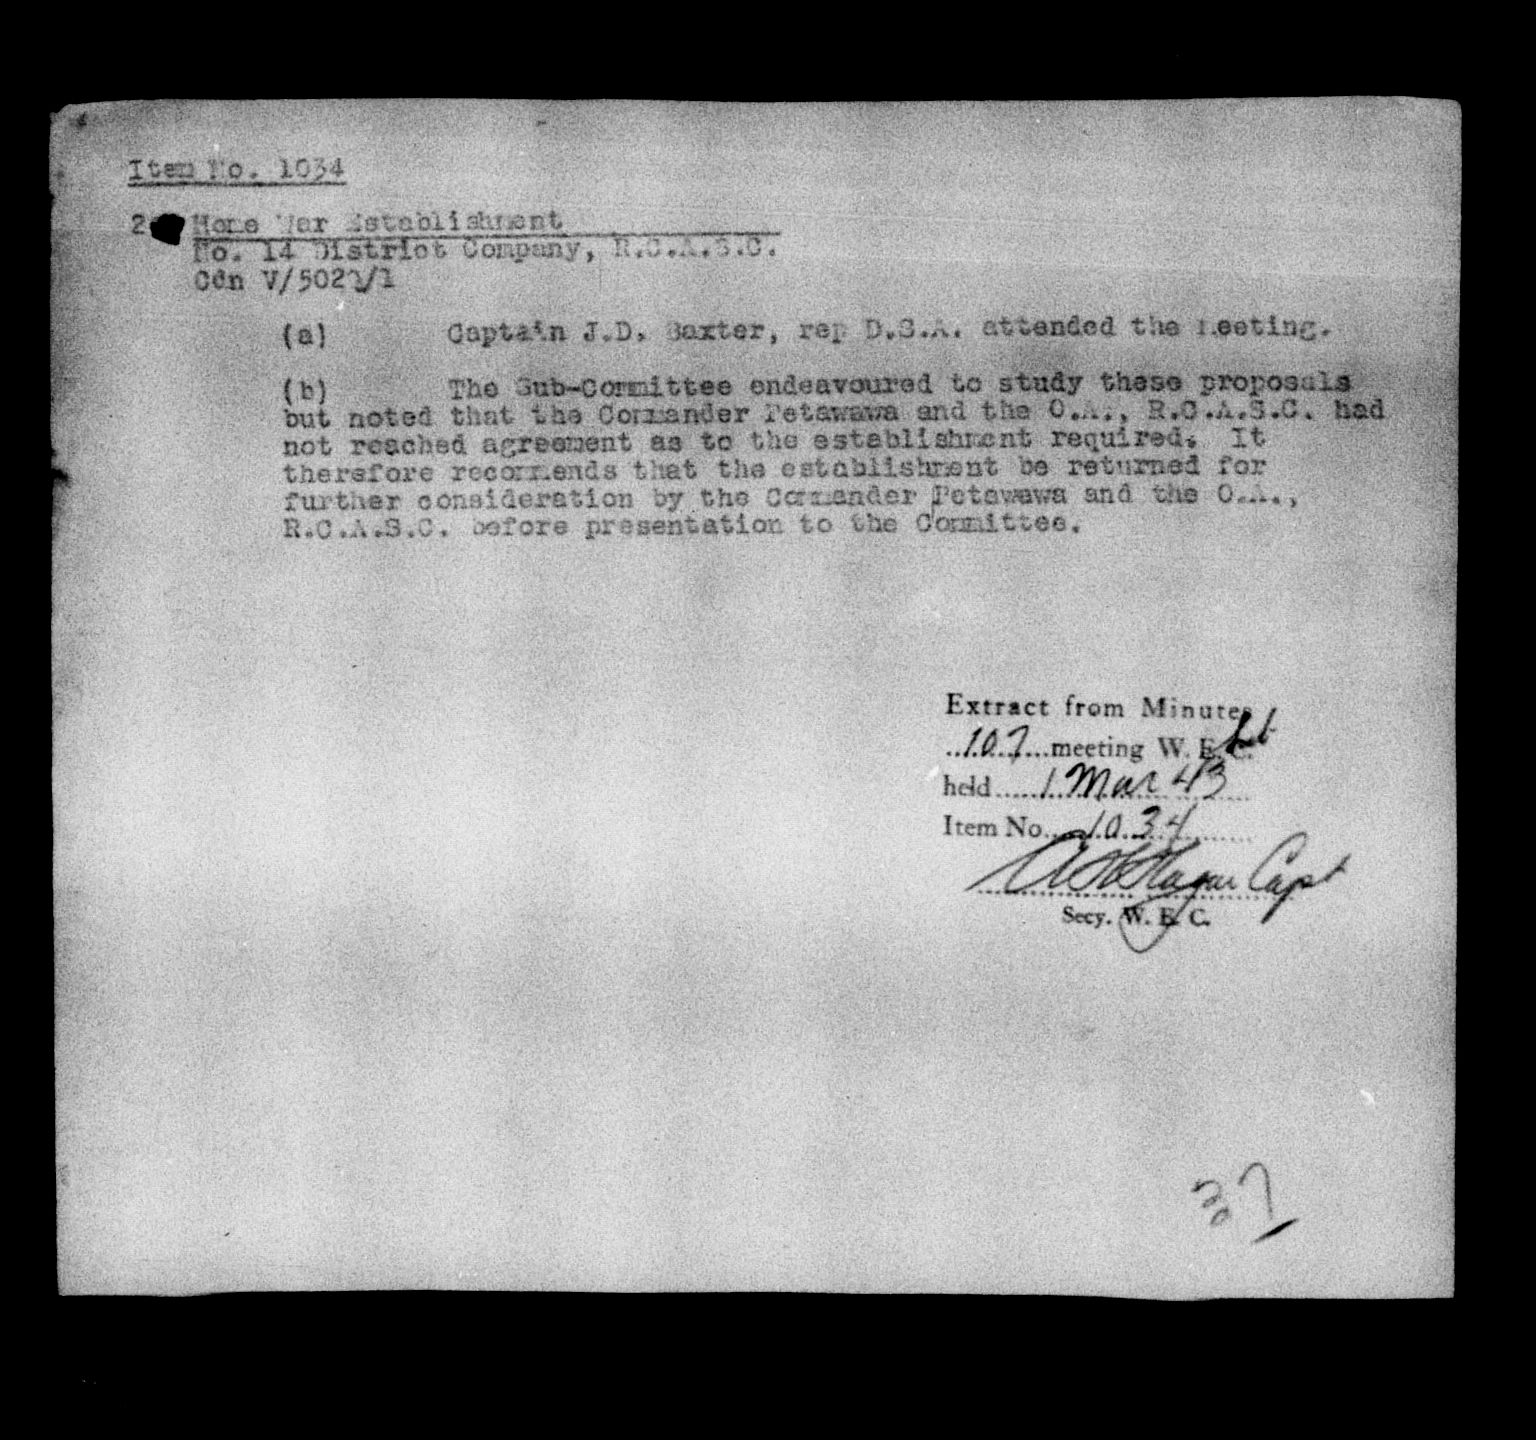 Item No. 1034
2. Home War Establishment
No. 14 District Company, R.C.A.S.C.
Cdn V/502 /1
(a) Captain J.D. Baxter, rep D.S.A. attended the meeting.
(b) The Sub-Committee endeavoured to study these proposals
but noted that the Commander Petawawa and the O.A., R.C.A.S.C. had
not reached agreement as to the establishment required. It
therefore recommends that the establishment be returned for
further consideration by the Commander Petawawa and the O.A.,
R.C.A.S.C. before presentation to the Committee.
Extract from Minutes
107 meeting W. E. C.
held 1 Mar 43
Item No. 1034
Capt
Secy. W. E. C.
37